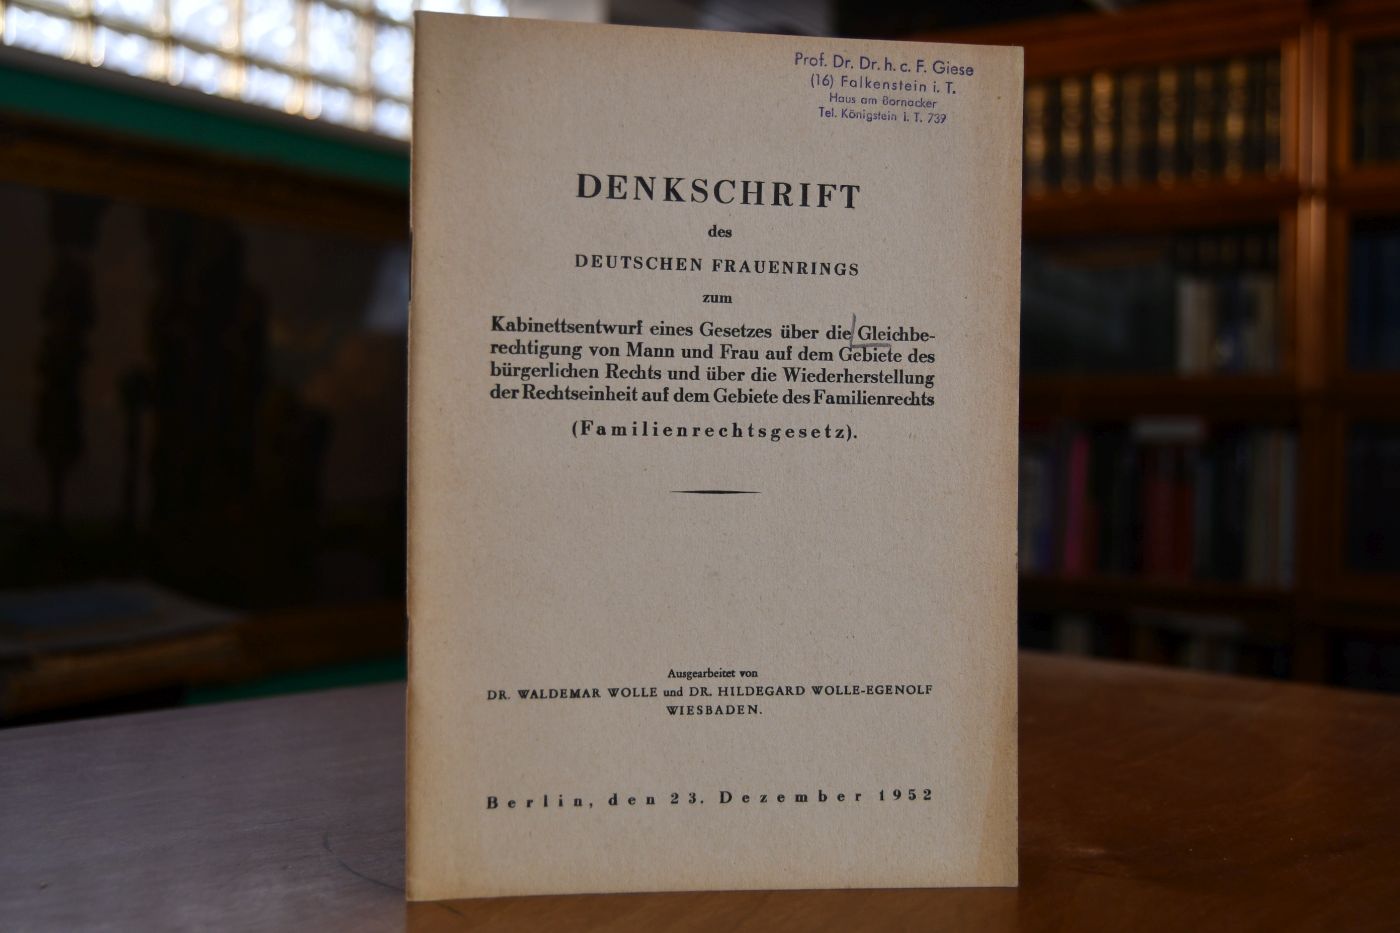 Prof. Dr. Dr. h. c. F. Giese
(16) Falkenstein i. T.
Haus am Bornacker
Tel. Königstein i. T. 739
DENKSCHRIFT
des
DEUTSCHEN FRAUENRINGS
zum
Kabinettsentwurf eines Gesetzes über die Gleichbe-
rechtigung von Mann und Frau auf dem Gebiete des
bürgerlichen Rechts und über die Wiederherstellung
der Rechtseinheit auf dem Gebiete des Familienrechts
(Familienrechtsgesetz).
Ausgearbeitet von
DR. WALDEMAR WOLLE und DR. HILDEGARD WOLLE-EGENOLF
WIESBADEN.
Berlin, den 23. Dezember 1952